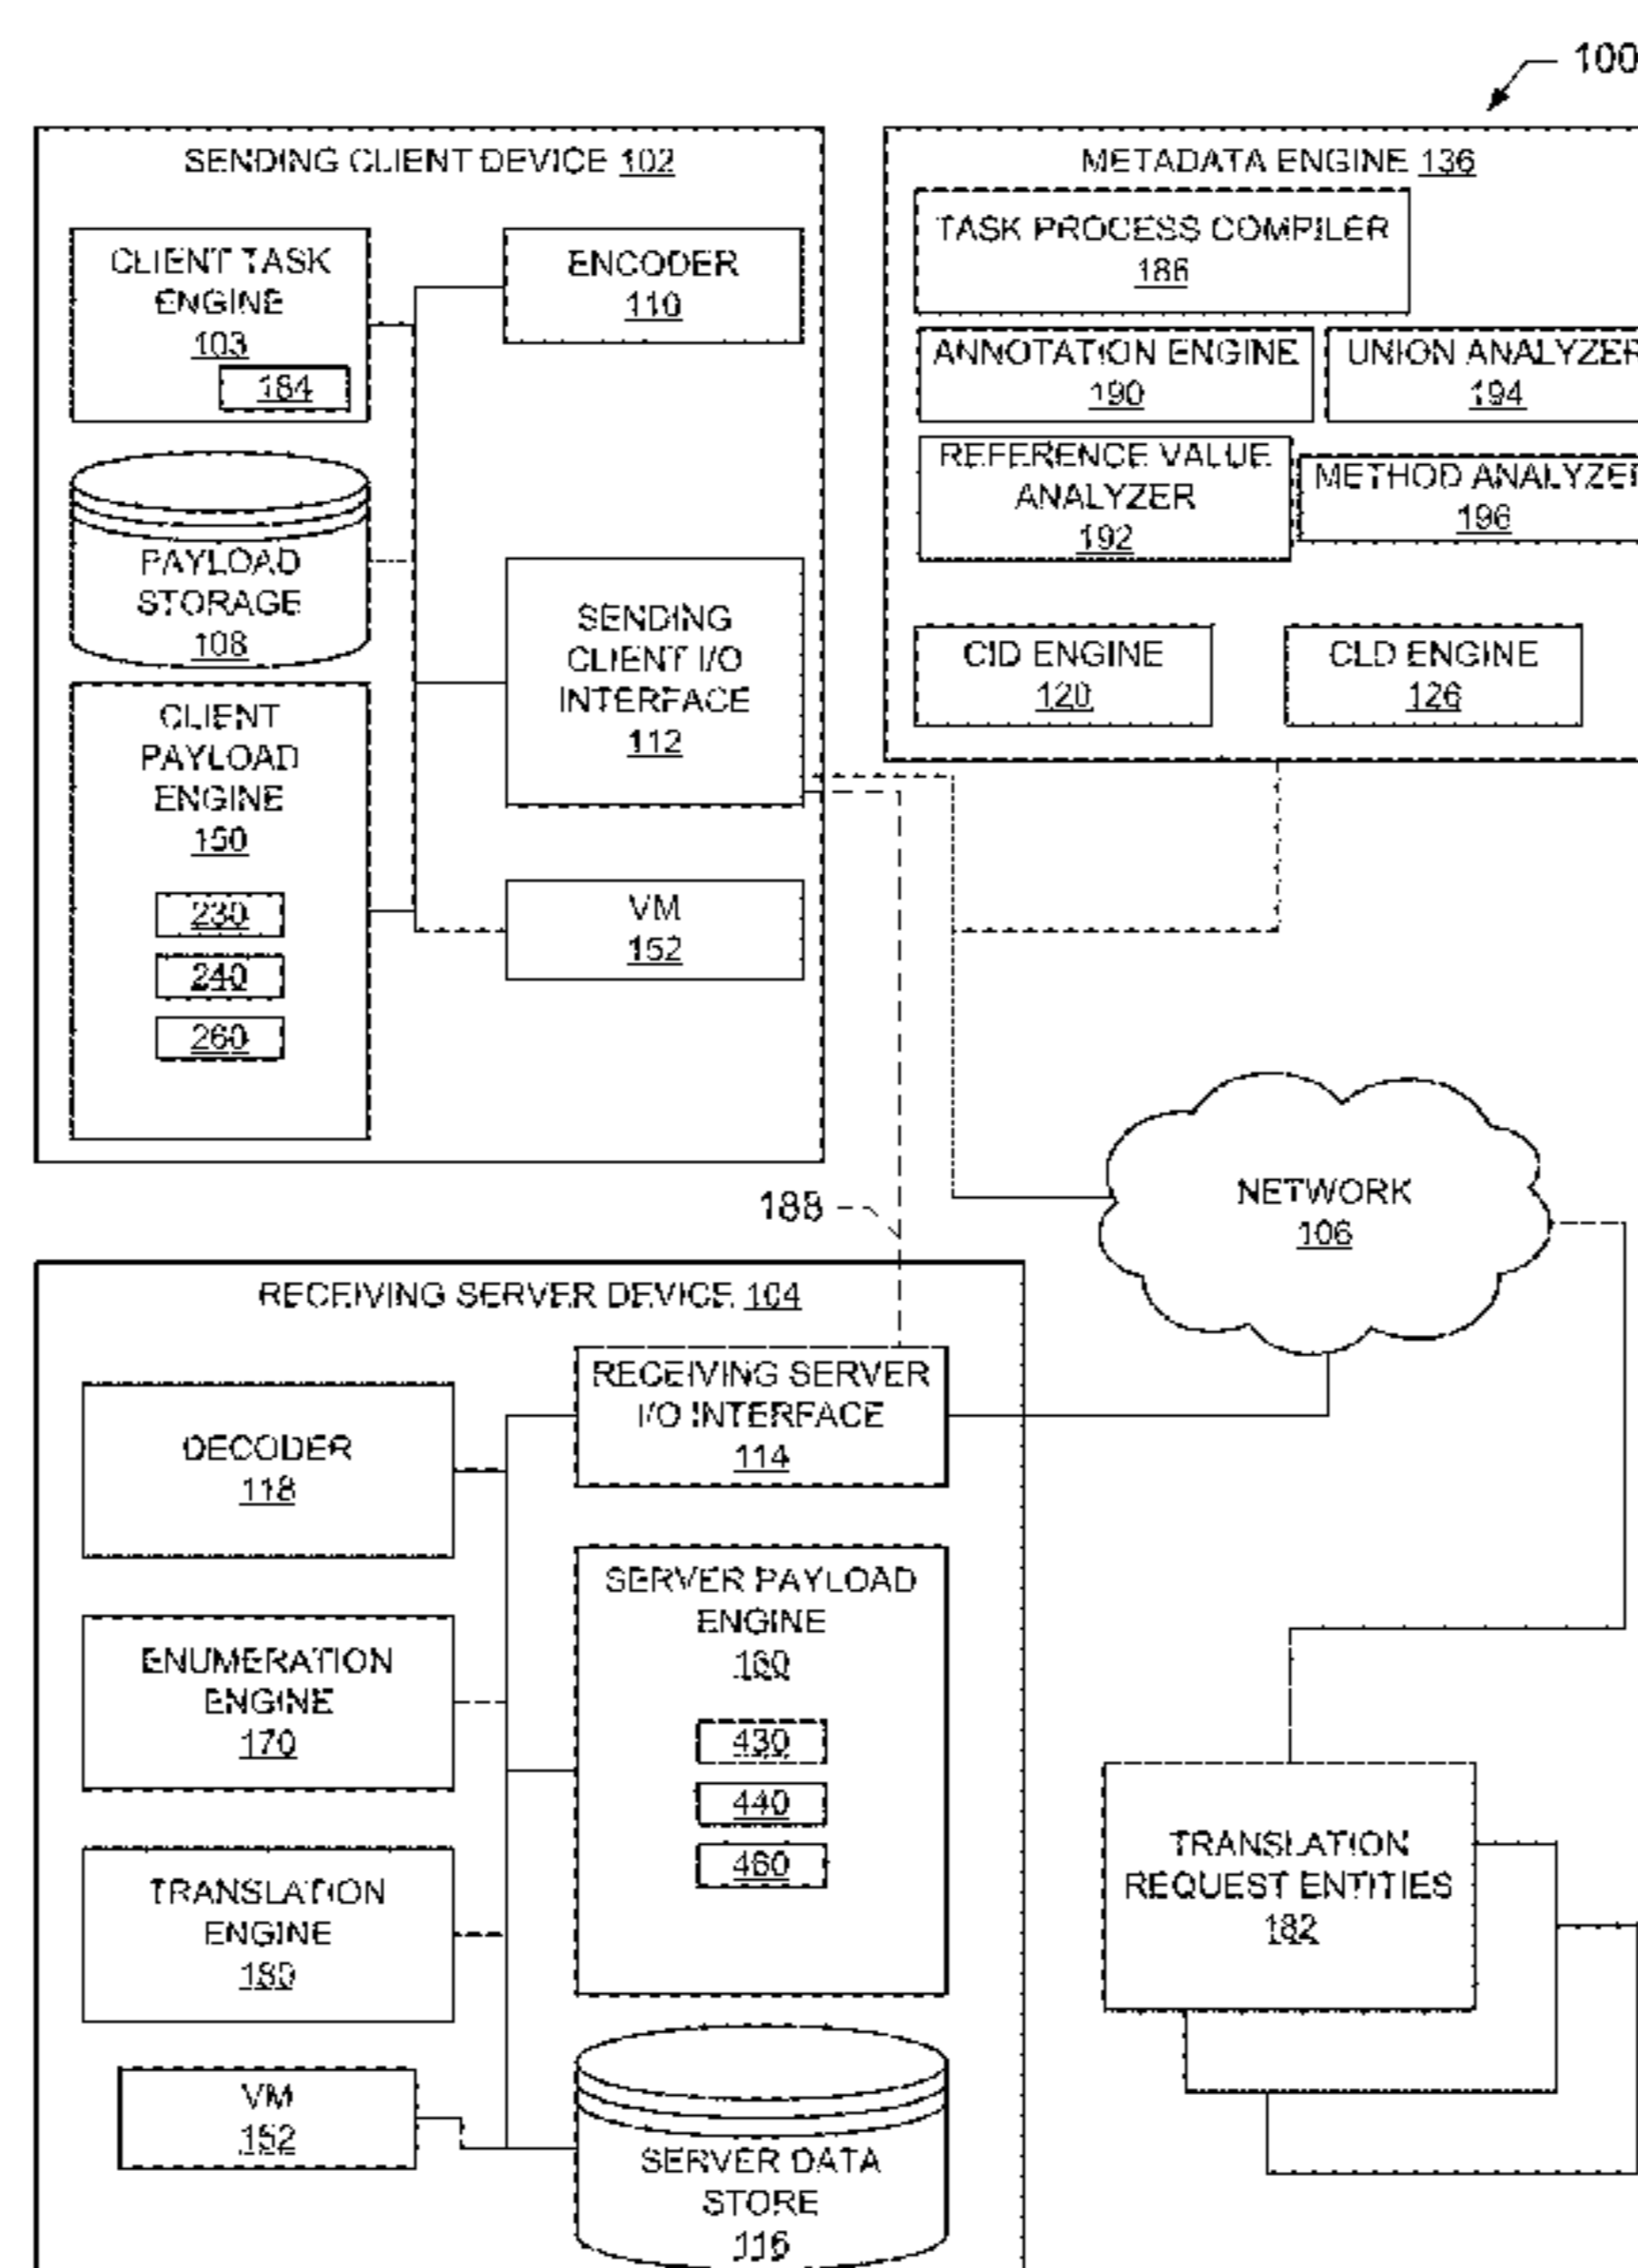 100
SENDING CLIENT DEVICE 102
CLIENT TASK
ENGINE
103
184
ENCODER
110
PAYLOAD
STORAGE
108
SENDING
CLIENT I/O
INTERFACE
112
CLIENT
PAYLOAD
ENGINE
150
230
240
260
VM
152
METADATA ENGINE 136
TASK PROCESS COMPILER
186
ANNOTATION ENGINE
190
UNION ANALYZER
194
REFERENCE VALUE
ANALYZER
192
METHOD ANALYZER
196
CID ENGINE
120
CLD ENGINE
126
188
NETWORK
106
RECEIVING SERVER DEVICE 104
RECEIVING SERVER
I/O INTERFACE
114
DECODER
118
SERVER PAYLOAD
ENGINE
160
430
440
460
ENUMERATION
ENGINE
170
TRANSLATION
ENGINE
180
VM
152
SERVER DATA
STORE
116
TRANSLATION
REQUEST ENTITIES
182